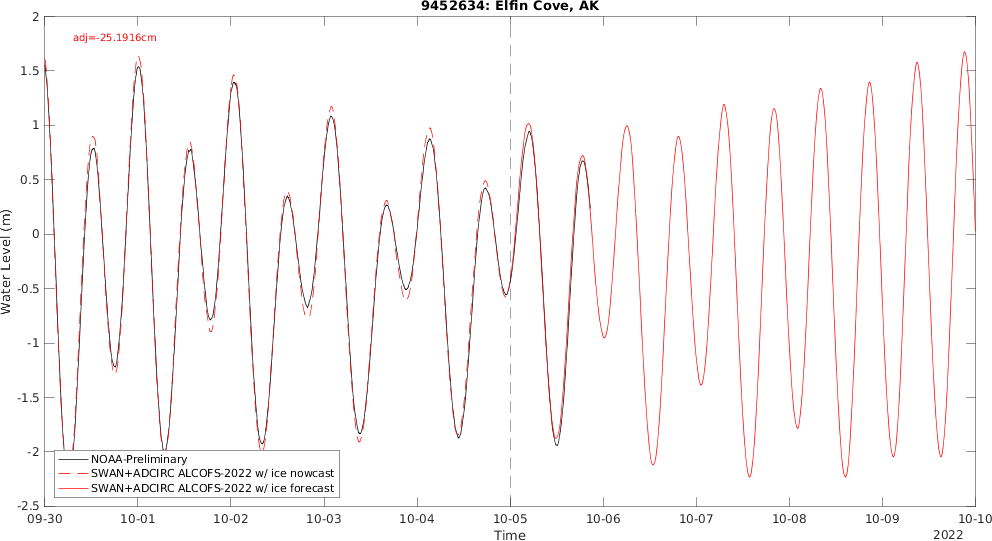 9452634: Elfin Cove, AK
adj=-25.1916cm
Water Level (m)
2
1.5
1
0.5
0
-0.5
-1
-1.5
-2
-2.5
NOAA-Preliminary
SWAN+ADCIRC ALCOFS-2022 w/ ice nowcast
SWAN+ADCIRC ALCOFS-2022 w/ ice forecast
09-30 10-01 10-02 10-03 10-04 10-05 10-06 10-07 10-08 10-09 10-10
Time
2022